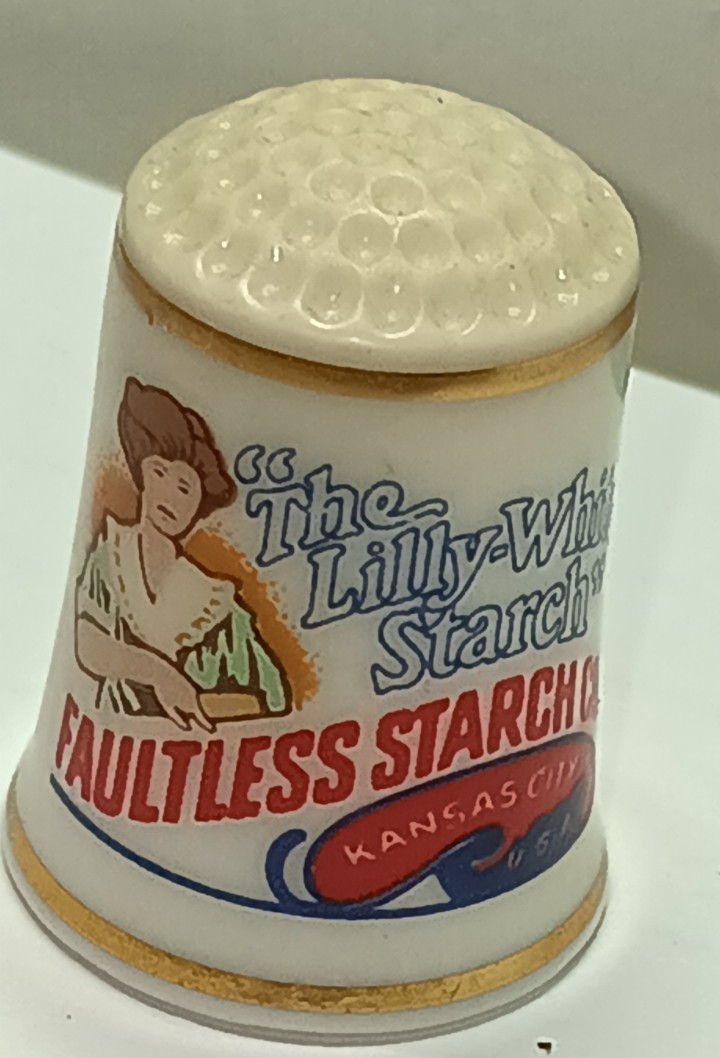 "The
Lilly-Whi
Starch"
FAULTLESS STARCH C
KANSAS CITY
U.S.A.